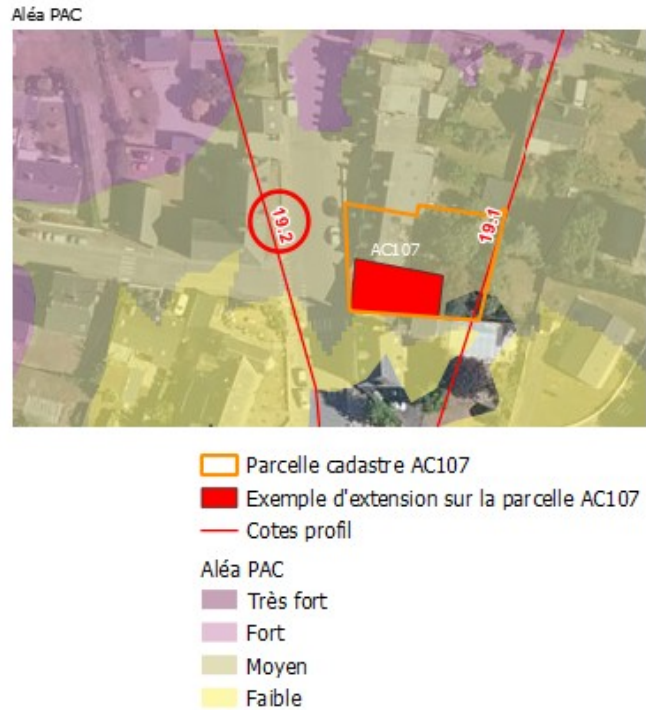 Aléa PAC
19.2
19.1
AC107
Parcelle cadastre AC107
Exemple d'extension sur la parcelle AC107
Cotes profil
Aléa PAC
Très fort
Fort
Moyen
Faible